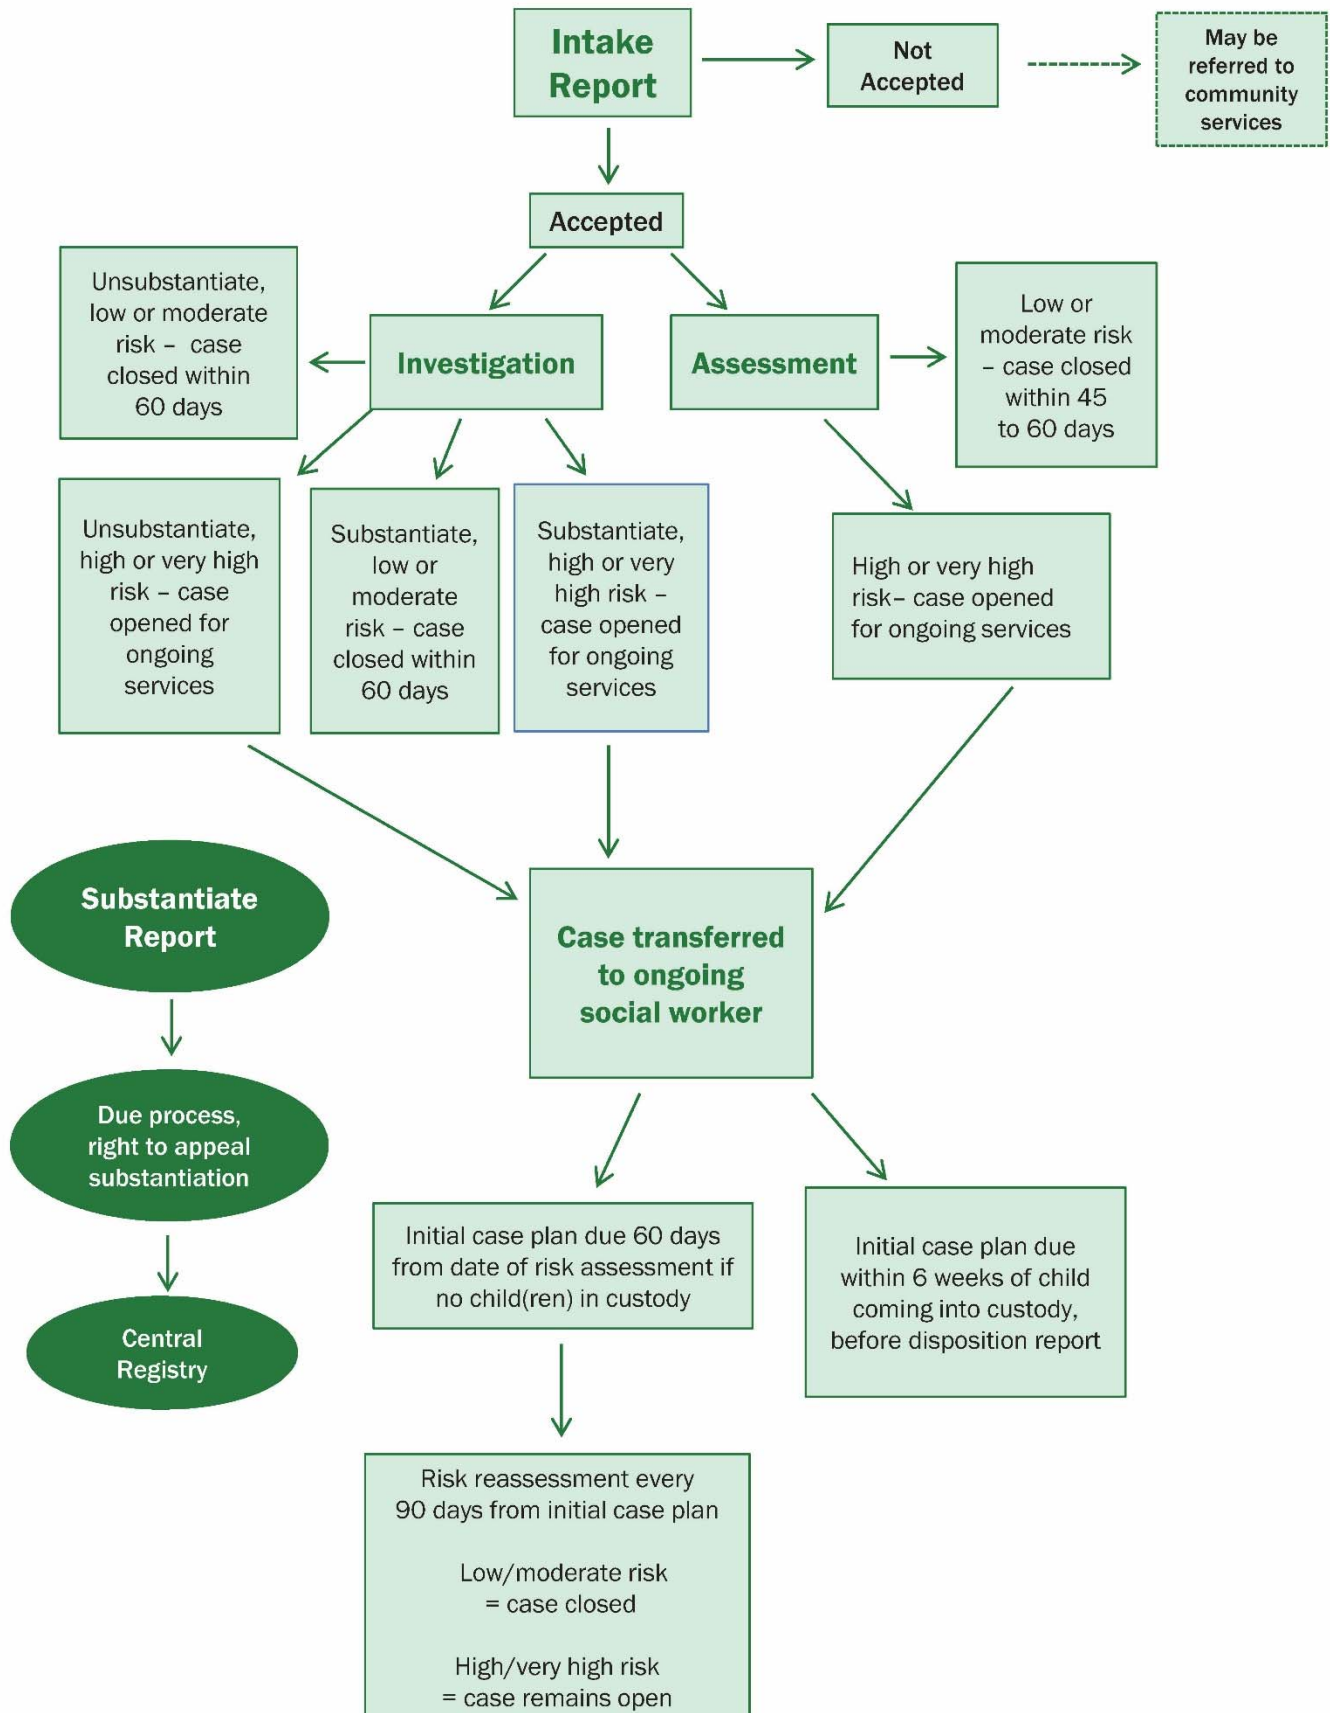 Intake
Report
Not
Accepted
May be
referred to
community
services
Accepted
Unsubstantiate,
low or moderate
risk – case
closed within
60 days
Investigation
Assessment
Low or
moderate risk
– case closed
within 45
to 60 days
Unsubstantiate,
high or very high
risk – case
opened for
ongoing
services
Substantiate,
low or
moderate
risk – case
closed within
60 days
Substantiate,
high or very
high risk –
case opened
for ongoing
services
High or very high
risk– case opened
for ongoing services
Substantiate
Report
Case transferred
to ongoing
social worker
Due process,
right to appeal
substantiation
Central
Registry
Initial case plan due 60 days
from date of risk assessment if
no child(ren) in custody
Initial case plan due
within 6 weeks of child
coming into custody,
before disposition report
Risk reassessment every
90 days from initial case plan
Low/moderate risk
= case closed
High/very high risk
= case remains open